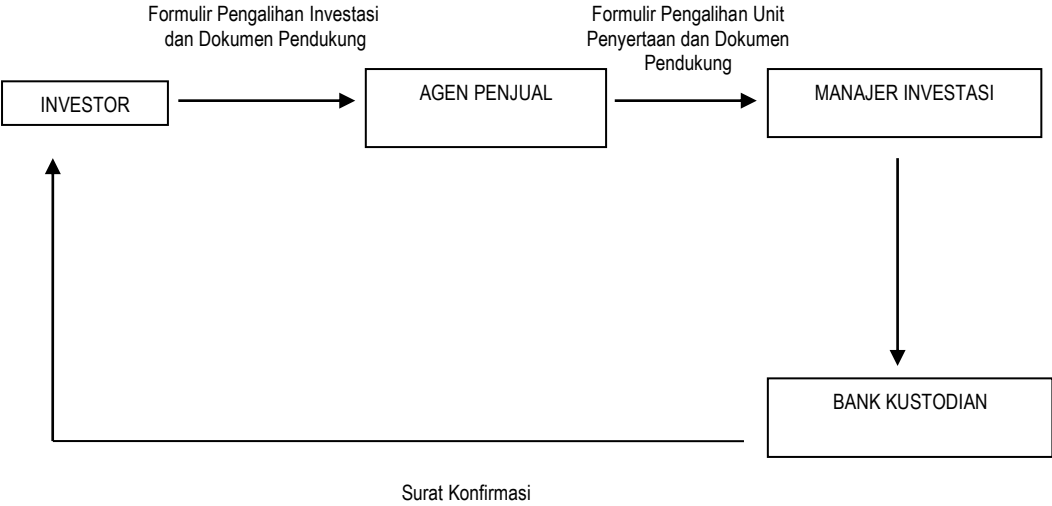 Formulir Pengalihan Investasi
dan Dokumen Pendukung
Formulir Pengalihan Unit
Penyertaan dan Dokumen
Pendukung
INVESTOR
AGEN PENJUAL
MANAJER INVESTASI
BANK KUSTODIAN
Surat Konfirmasi